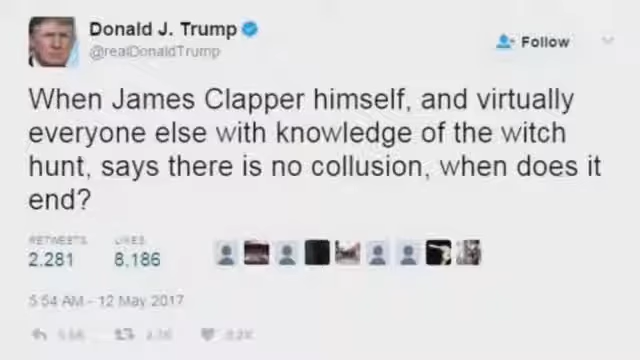 Donald J. Trump
@realDonaldTrump
Follow
When James Clapper himself, and virtually
everyone else with knowledge of the witch
hunt, says there is no collusion, when does it
end?
RETWEETS LIKES
2,281 8,186
5:54 AM - 12 May 2017